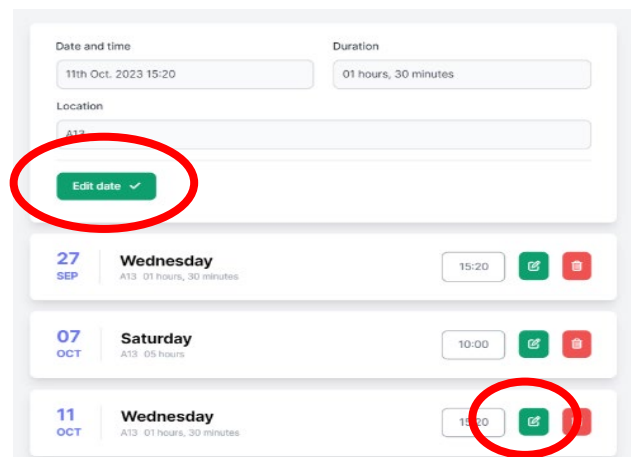 Date and time
Duration
11th Oct. 2023 15:20
01 hours, 30 minutes
Location
A13
Edit date
27
SEP
Wednesday
A13 01 hours, 30 minutes
15:20
07
OCT
Saturday
A13 05 hours
10:00
11
OCT
Wednesday
A13 01 hours, 30 minutes
15:20